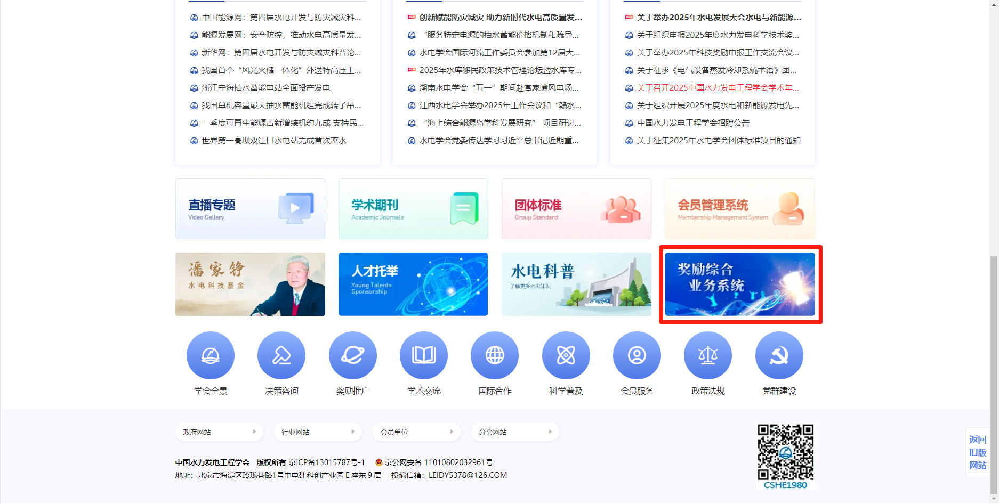 中国能源网：第四届水电开发与防灾减灾科...
能源发展网：安全防控，推动水电高质量发...
新华网：第四届水电开发与防灾减灾科普论...
我国首个“风光火储一体化”外送特高压工...
浙江宁海抽水蓄能电站全面投产发电
我国单机容量最大抽水蓄能机组完成转子吊...
一季度可再生能源占新增装机约九成 支持民...
世界第一高坝双江口水电站完成首次蓄水
NEW 创新赋能防灾减灾 助力新时代水电高质量发...
“服务特定电源的抽水蓄能价格机制和疏导...
水电学会国际河流工作委员会参加第12届大...
NEW 2025年水库移民政策技术管理论坛暨水库专...
湖南水电学会“五一”期间赴官家嘴风电场...
江西水电学会举办2025年工作会议和“赣水...
“海上综合能源岛学科发展研究” 项目研讨...
水电学会党委传达学习习近平总书记近期重...
NEW 关于举办2025年水电发展大会水电与新能源...
关于组织申报2025年度水力发电科学技术奖...
关于举办2025年科技奖励申报工作交流会议...
关于征求《电气设备蒸发冷却系统术语》团...
关于召开2025中国水力发电工程学会学术年...
关于组织开展2025年度水电和新能源发电先...
中国水力发电工程学会招聘公告
关于征集2025年水电学会团体标准项目的通知
直播专题
Video Gallery
学术期刊
Academic Journals
团体标准
Group Standard
会员管理系统
Membership Management System
潘家铮
水电科技基金
人才托举
Young Talents
Sponsorship
水电科普
了解更多水电知识
奖励综合
业务系统
学会全景
决策咨询
奖励推广
学术交流
国际合作
科学普及
会员服务
政策法规
党群建设
政府网站
行业网站
会员单位
分会网站
中国水力发电工程学会 版权所有 京ICP备13015787号-1 京公网安备 11010802032961号
地址：北京市海淀区玲珑巷路1号中电建科创产业园E座东9层 投稿信箱：LEIDY5378@126.COM
CSHE1980
返回
旧版
网站